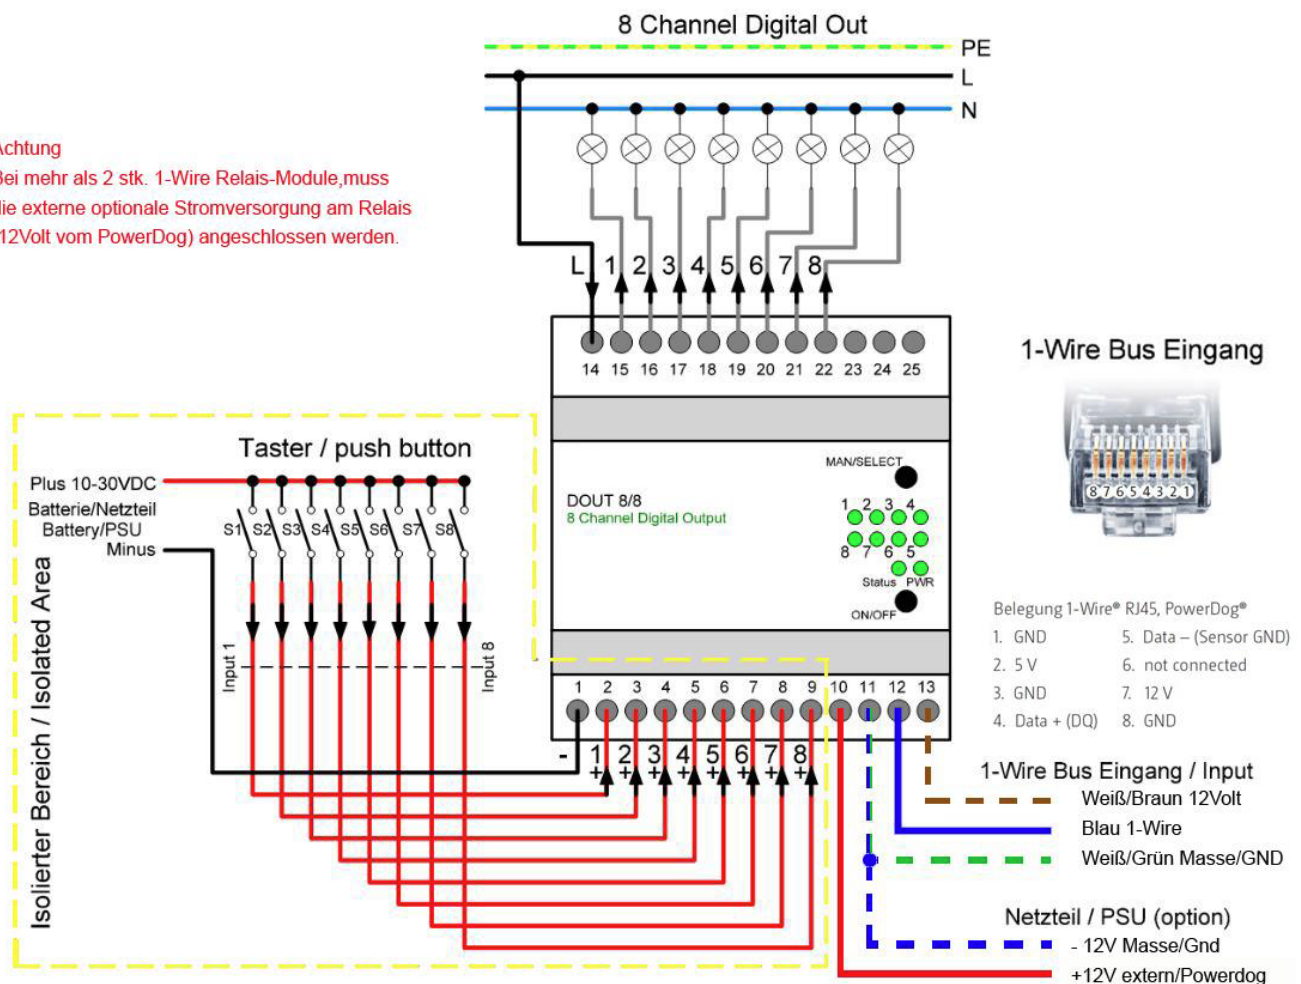 8 Channel Digital Out
PE
L
N
Achtung
Bei mehr als 2 stk. 1-Wire Relais-Module,muss
die externe optionale Stromversorgung am Relais
12Volt vom PowerDog) angeschlossen werden.
L 1 2 3 4 5 6 7 8
14 15 16 17 18 19 20 21 22 23 24 25
1-Wire Bus Eingang
8 7 6 5 4 3 2 1
Taster / push button
Plus 10-30VDC
Batterie/Netzteil
Battery/PSU
Minus
S1 S2 S3 S4 S5 S6 S7 S8
Input 1
Input 8
Isolierter Bereich / Isolated Area
DOUT 8/8
8 Channel Digital Output
MAN/SELECT
1 2 3 4
8 7 6 5
Status PWR
ON/OFF
1 2 3 4 5 6 7 8 9 10 11 12 13
- 1 2 3 4 5 6 7 8
+ + + + + + + +
Belegung 1-Wire® RJ45, PowerDog®
1. GND 5. Data – (Sensor GND)
2. 5 V 6. not connected
3. GND 7. 12 V
4. Data + (DQ) 8. GND
1-Wire Bus Eingang / Input
Weiß/Braun 12Volt
Blau 1-Wire
Weiß/Grün Masse/GND
Netzteil / PSU (option)
- 12V Masse/Gnd
+12V extern/Powerdog